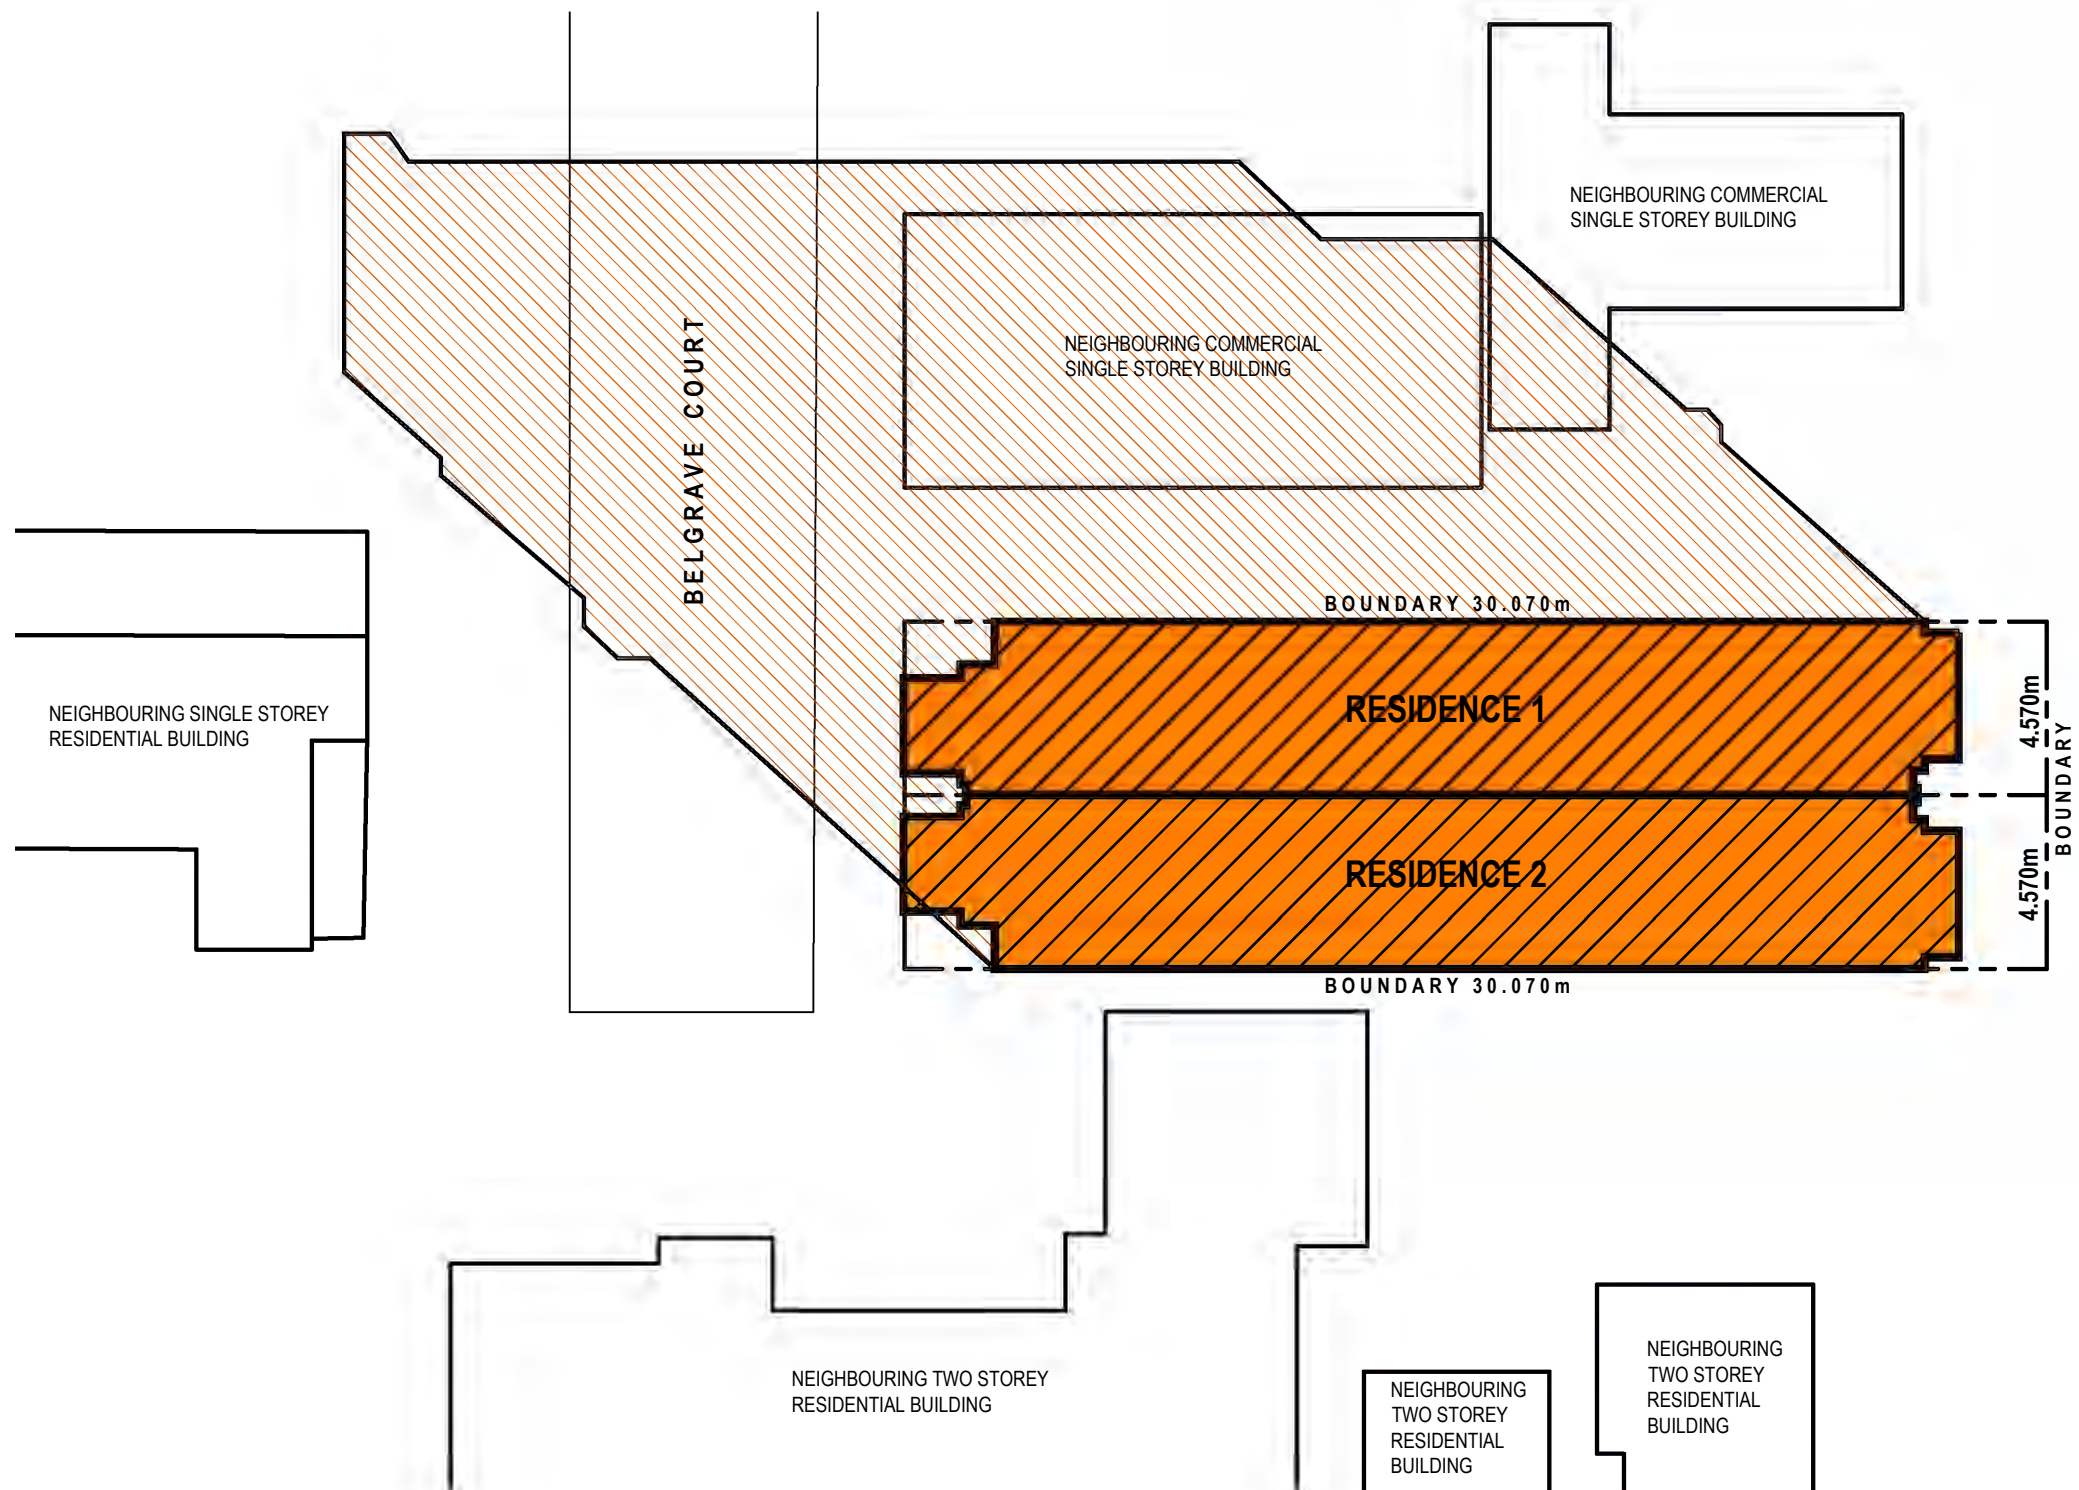 NEIGHBOURING COMMERCIAL
SINGLE STOREY BUILDING
NEIGHBOURING COMMERCIAL
SINGLE STOREY BUILDING
BELGRAVE COURT
BOUNDARY 30.070m
NEIGHBOURING SINGLE STOREY
RESIDENTIAL BUILDING
RESIDENCE 1
4.570m
BOUNDARY
RESIDENCE 2
4.570m
BOUNDARY 30.070m
NEIGHBOURING TWO STOREY
RESIDENTIAL BUILDING
NEIGHBOURING
TWO STOREY
RESIDENTIAL
BUILDING
NEIGHBOURING
TWO STOREY
RESIDENTIAL
BUILDING